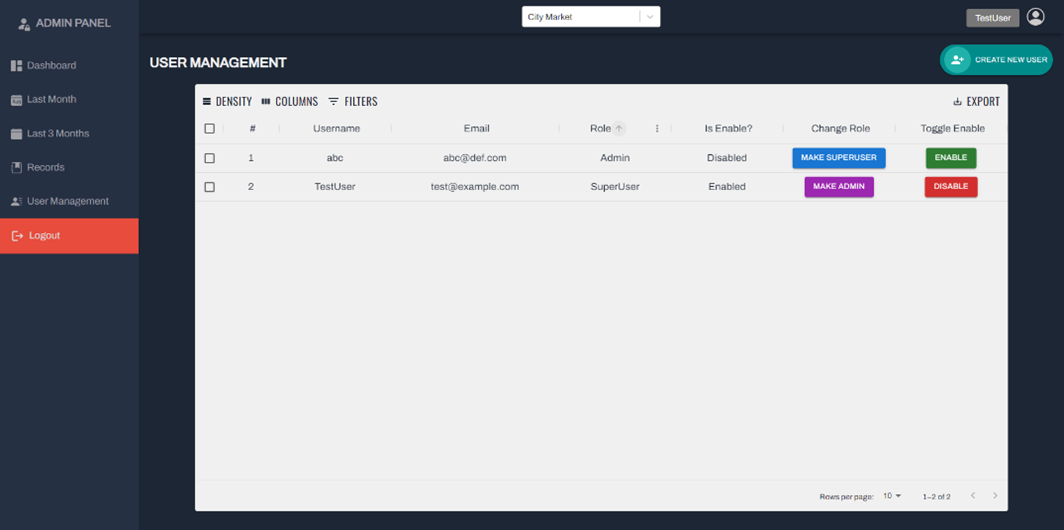 ADMIN PANEL
City Market
TestUser
Dashboard
Last Month
Last 3 Months
Records
User Management
Logout
USER MANAGEMENT
CREATE NEW USER
DENSITY COLUMNS FILTERS EXPORT
# Username Email Role Is Enable? Change Role Toggle Enable
1 abc abc@def.com Admin Disabled MAKE SUPERUSER ENABLE
2 TestUser test@example.com SuperUser Enabled MAKE ADMIN DISABLE
Rows per page: 10 1–2 of 2